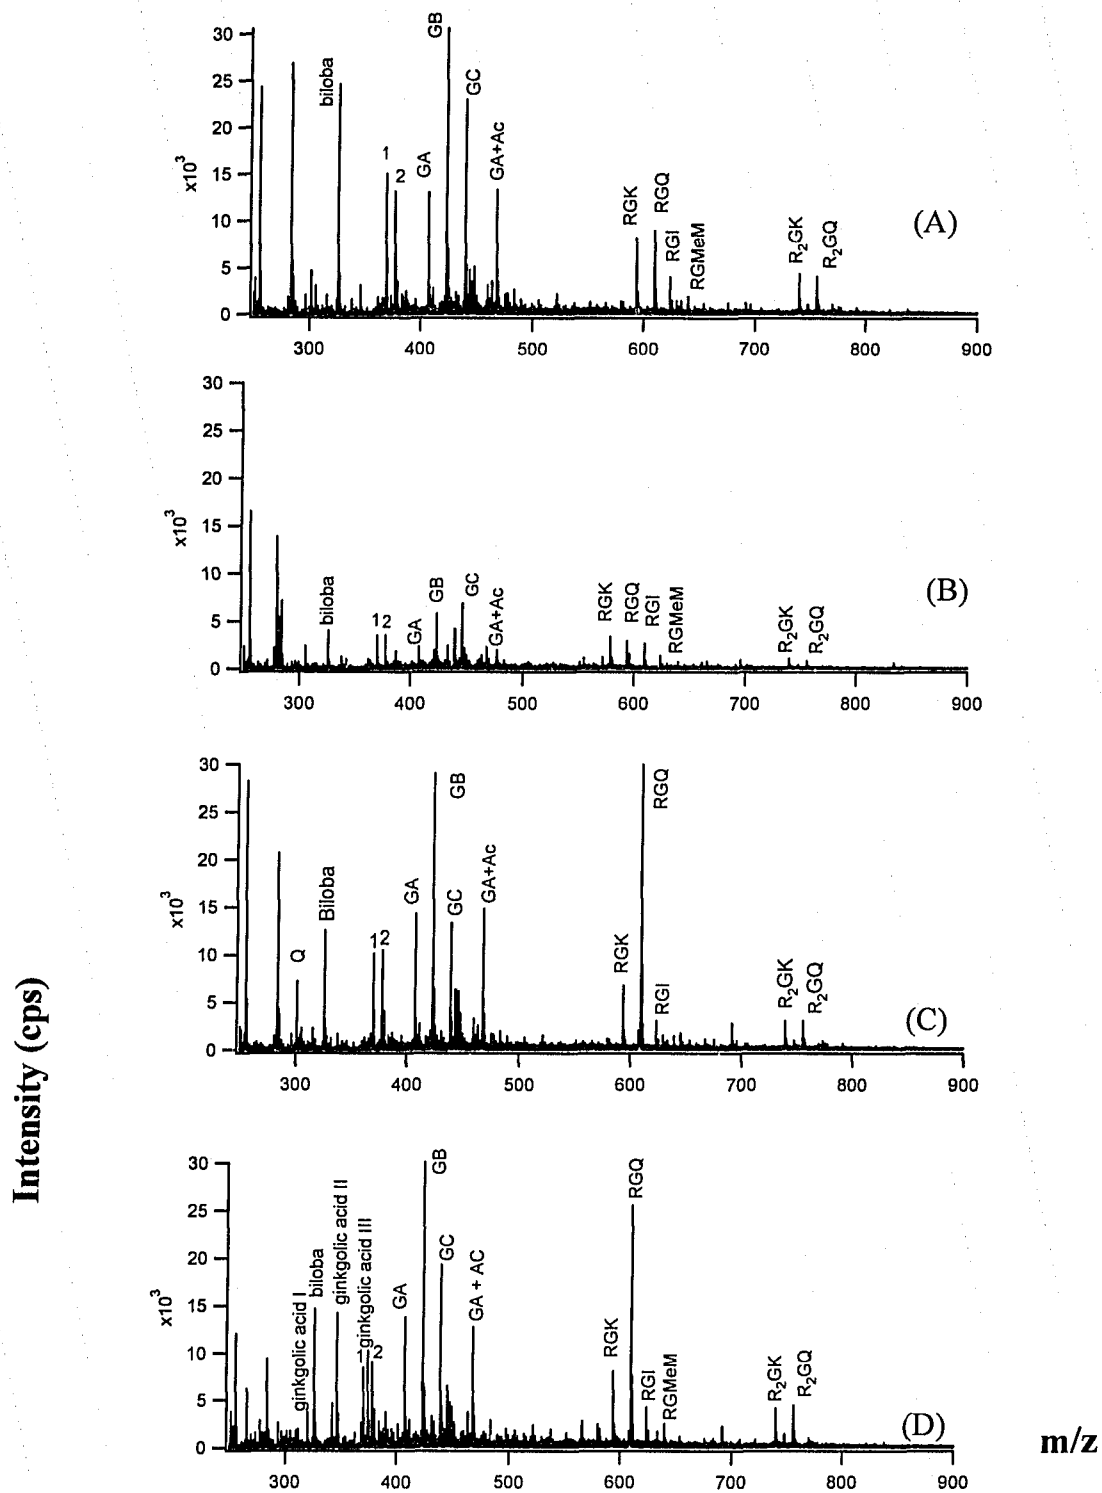 30
25
20
15
10
5
0
x10³
biloba
1
2
GA
GB
GC
GA+Ac
RGK
RGQ
RGI
RGMeM
R₂GK
R₂GQ
(A)
300 400 500 600 700 800 900
30
25
20
15
10
5
0
x10³
biloba
1 2
GA
GB
GC
GA+Ac
RGK
RGQ
RGI
RGMeM
R₂GK
R₂GQ
(B)
300 400 500 600 700 800 900
30
25
20
15
10
5
0
x10³
Q
Biloba
1 2
GA
GB
GC
GA+Ac
RGK
RGQ
RGI
R₂GK
R₂GQ
(C)
300 400 500 600 700 800 900
Intensity (cps)
30
25
20
15
10
5
0
x10³
ginkgolic acid I
biloba
ginkgolic acid II
1
ginkgolic acid III
2
GA
GB
GC
GA + AC
RGK
RGQ
RGI
RGMeM
R₂GK
R₂GQ
(D)
300 400 500 600 700 800 900
m/z